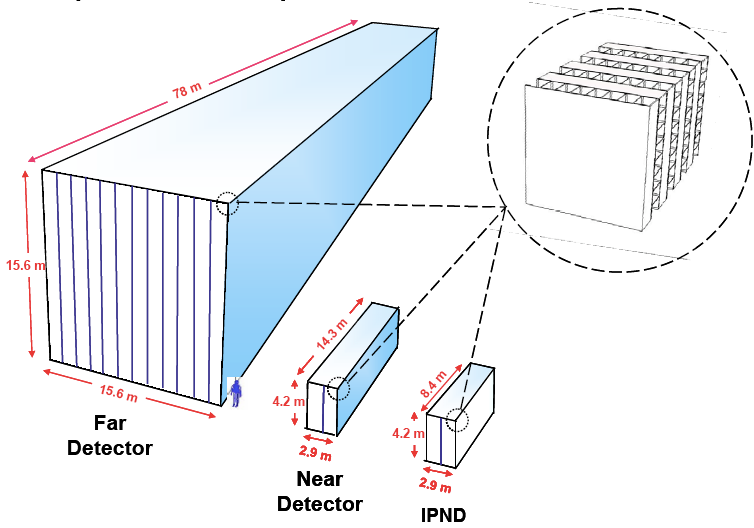 78 m
15.6 m
15.6 m
Far
Detector
14.3 m
4.2 m
2.9 m
Near
Detector
8.4 m
4.2 m
2.9 m
IPND